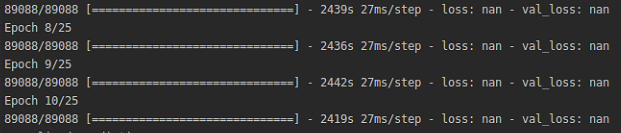 89088/89088 [==============================] - 2439s 27ms/step - loss: nan - val_loss: nan
Epoch 8/25
89088/89088 [==============================] - 2436s 27ms/step - loss: nan - val_loss: nan
Epoch 9/25
89088/89088 [==============================] - 2442s 27ms/step - loss: nan - val_loss: nan
Epoch 10/25
89088/89088 [==============================] - 2419s 27ms/step - loss: nan - val_loss: nan